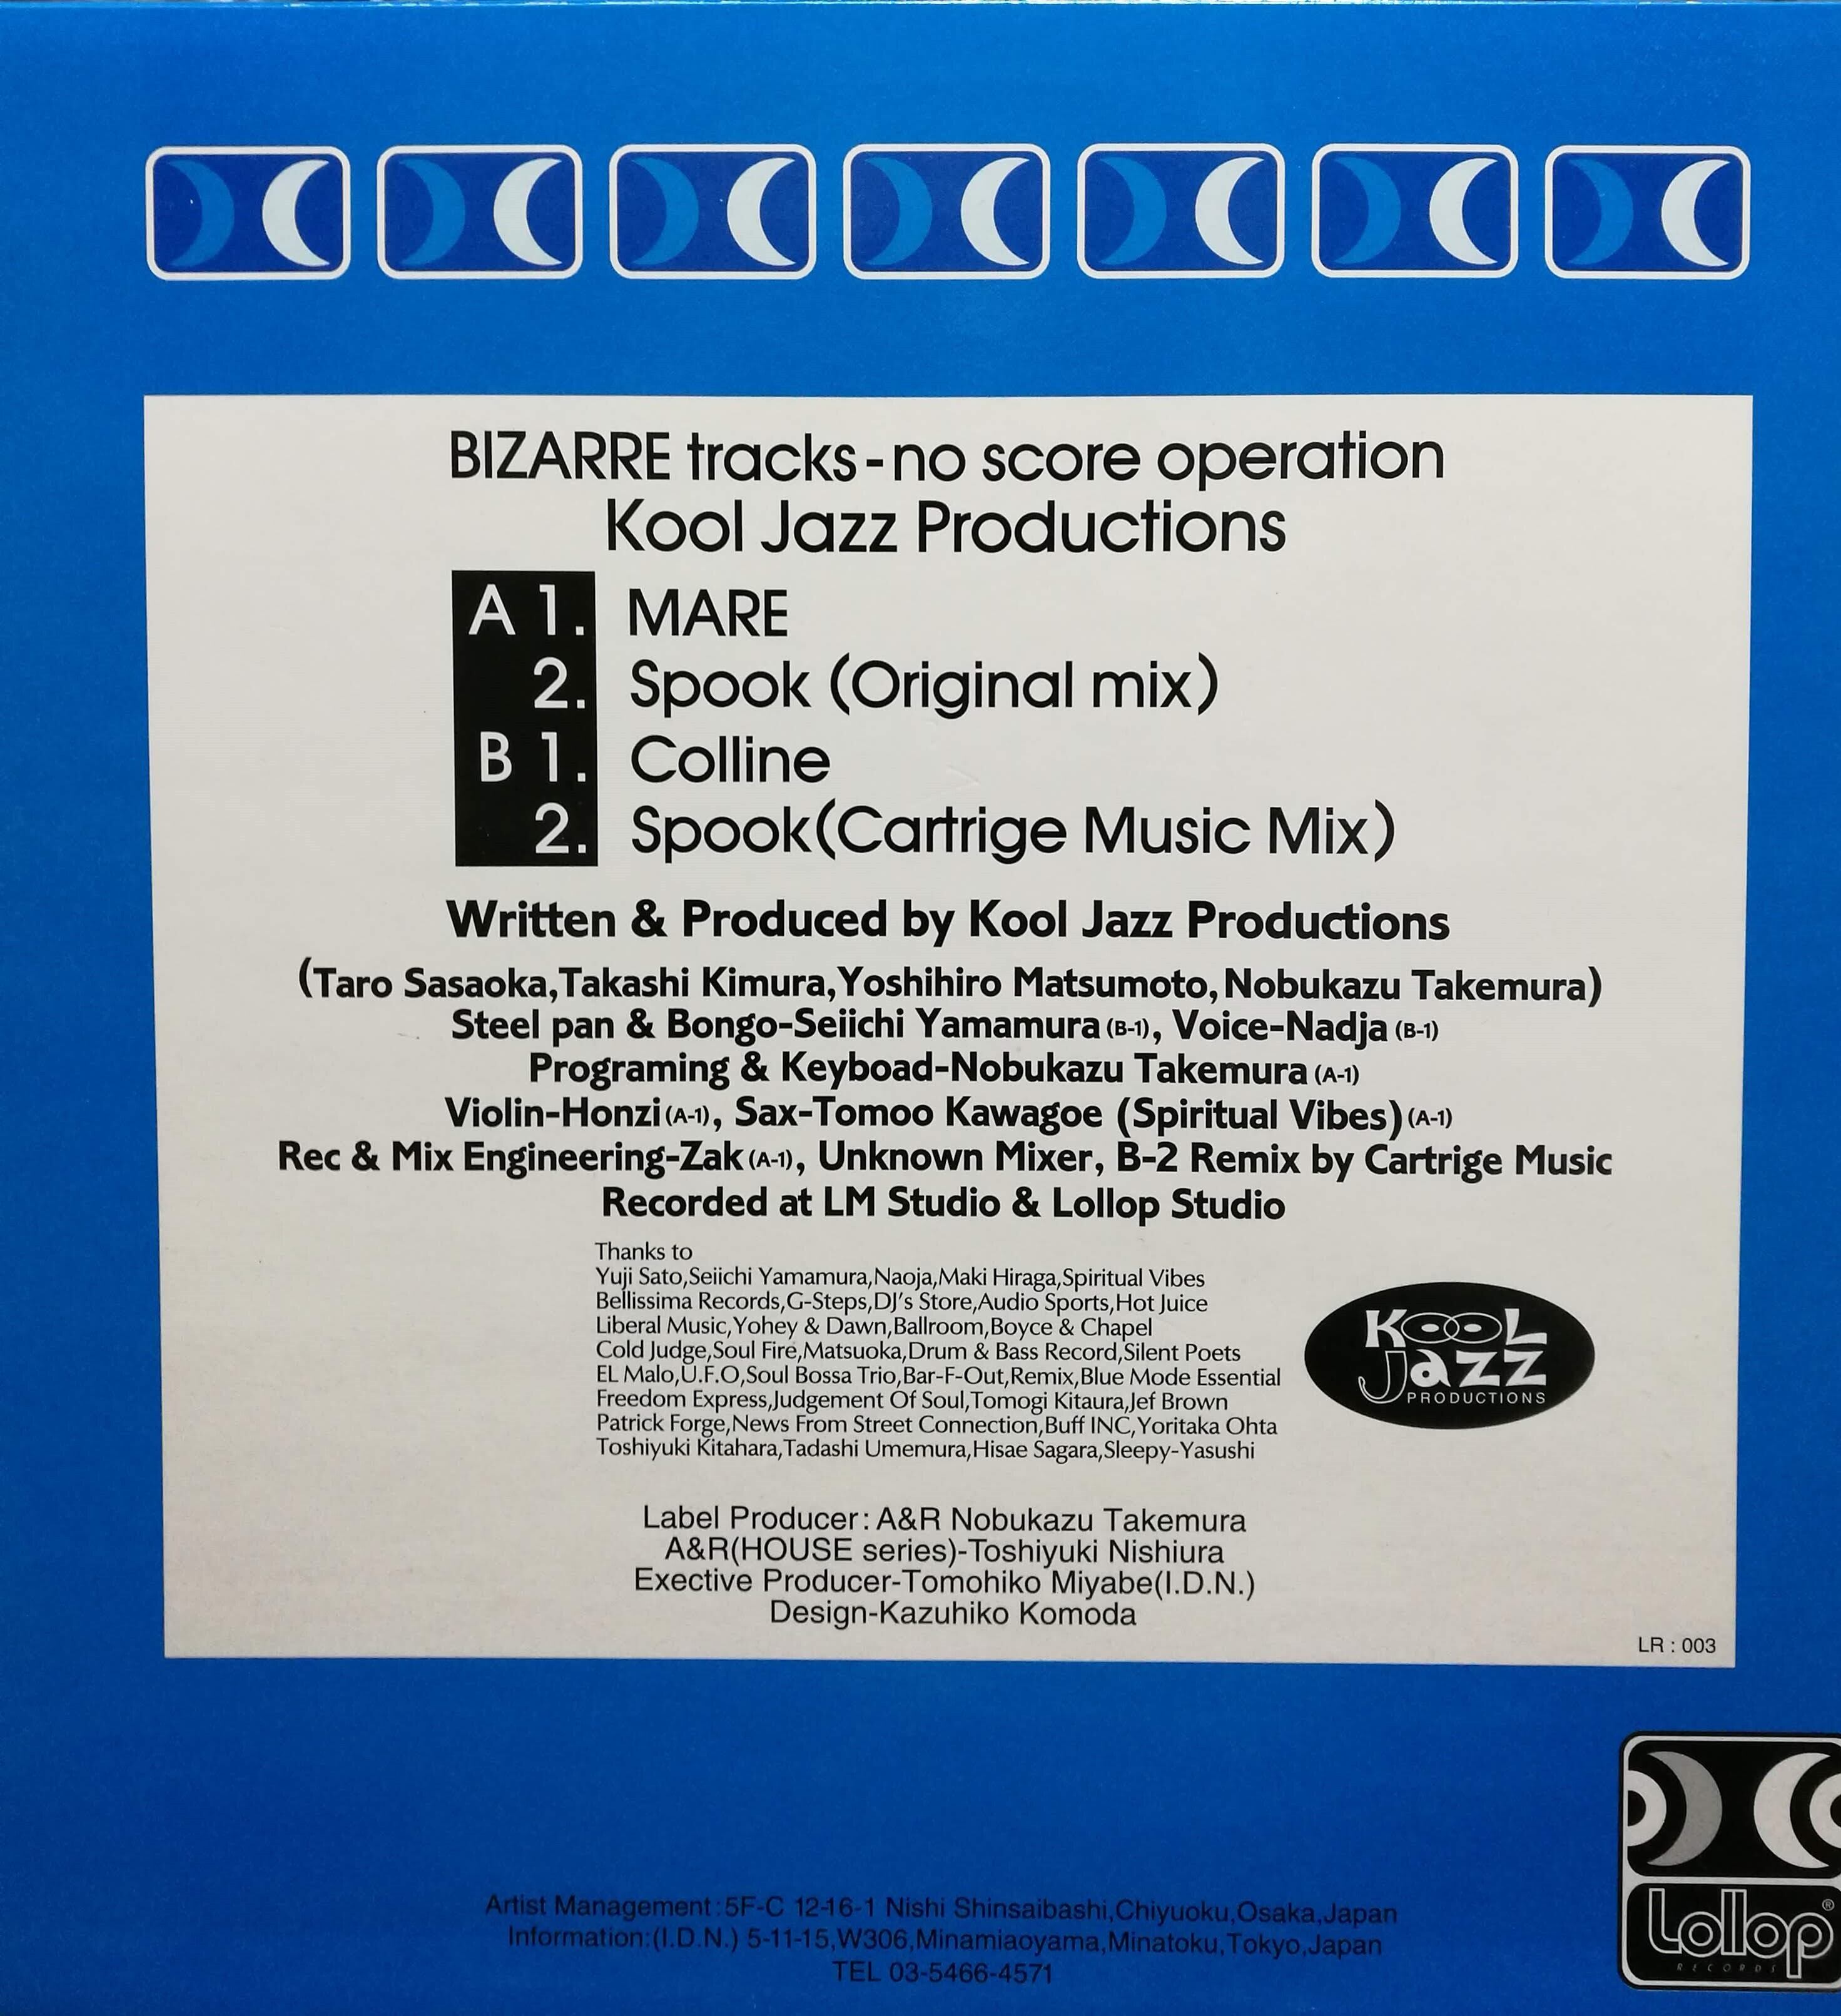 BIZARRE tracks-no score operation
Kool Jazz Productions
A 1. MARE
2. Spook (Original mix)
B 1. Colline
2. Spook(Cartrige Music Mix)
Written & Produced by Kool Jazz Productions
(Taro Sasaoka,Takashi Kimura,Yoshihiro Matsumoto,Nobukazu Takemura)
Steel pan & Bongo-Seiichi Yamamura (B-1), Voice-Nadja (B-1)
Programing & Keyboad-Nobukazu Takemura (A-1)
Violin-Honzi (A-1), Sax-Tomoo Kawagoe (Spiritual Vibes) (A-1)
Rec & Mix Engineering-Zak (A-1), Unknown Mixer, B-2 Remix by Cartrige Music
Recorded at LM Studio & Lollop Studio
Thanks to
Yuji Sato,Seiichi Yamamura,Naoja,Maki Hiraga,Spiritual Vibes
Bellissima Records,G-Steps,DJ's Store,Audio Sports,Hot Juice
Liberal Music,Yohey & Dawn,Ballroom,Boyce & Chapel
Cold Judge,Soul Fire,Matsuoka,Drum & Bass Record,Silent Poets
EL Malo,U.F.O,Soul Bossa Trio,Bar-F-Out,Remix,Blue Mode Essential
Freedom Express,Judgement Of Soul,Tomogi Kitaura,Jef Brown
Patrick Forge,News From Street Connection,Buff INC,Yoritaka Ohta
Toshiyuki Kitahara,Tadashi Umemura,Hisae Sagara,Sleepy-Yasushi
KOOL
JAZZ
PRODUCTIONS
Label Producer: A&R Nobukazu Takemura
A&R(HOUSE series)-Toshiyuki Nishiura
Exective Producer-Tomohiko Miyabe(I.D.N.)
Design-Kazuhiko Komoda
LR : 003
Artist Management:5F-C 12-16-1 Nishi Shinsaibashi,Chiyuoku,Osaka,Japan
Information:(I.D.N.) 5-11-15,W306,Minamiaoyama,Minatoku,Tokyo,Japan
TEL 03-5466-4571
Lollop®
RECORDS